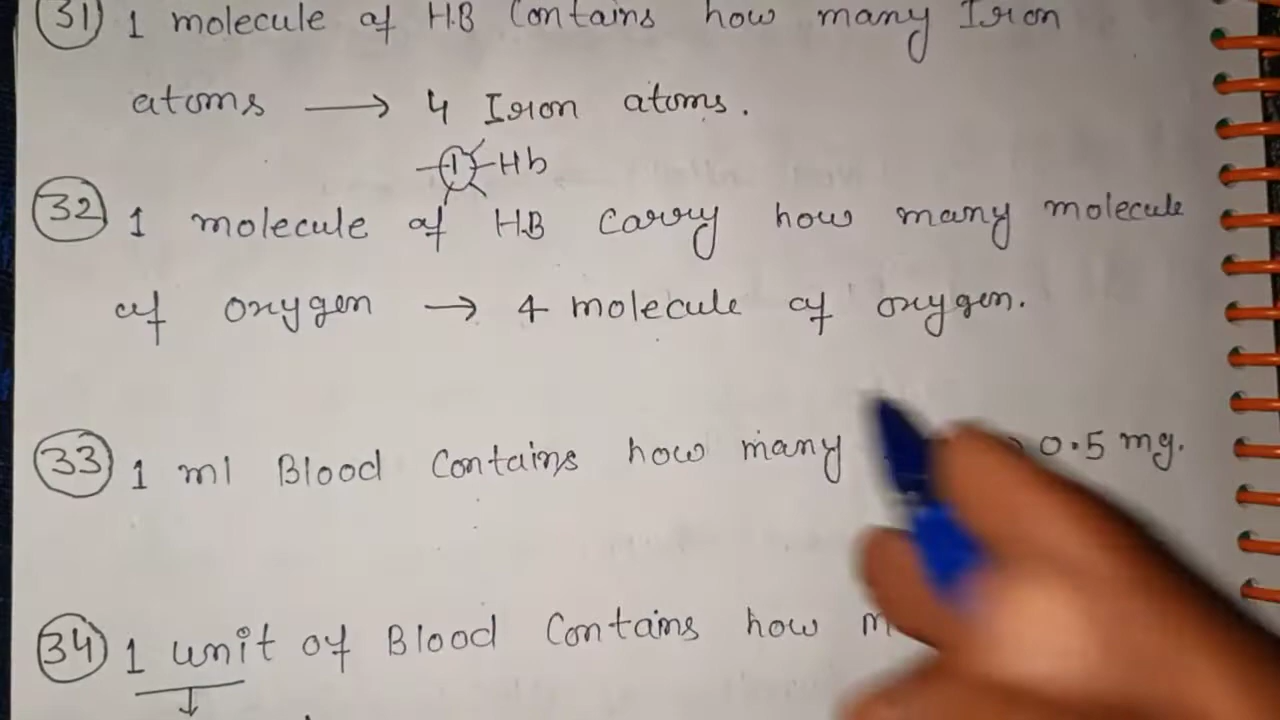 31 1 molecule of HB Contains how many Iron
atoms → 4 Iron atoms.
1 Hb
32 1 molecule of HB Carry how many molecule
of oxygen → 4 molecule of oxygen.
33 1 ml Blood Contains how many 0.5 mg.
34 1 unit of Blood Contains how